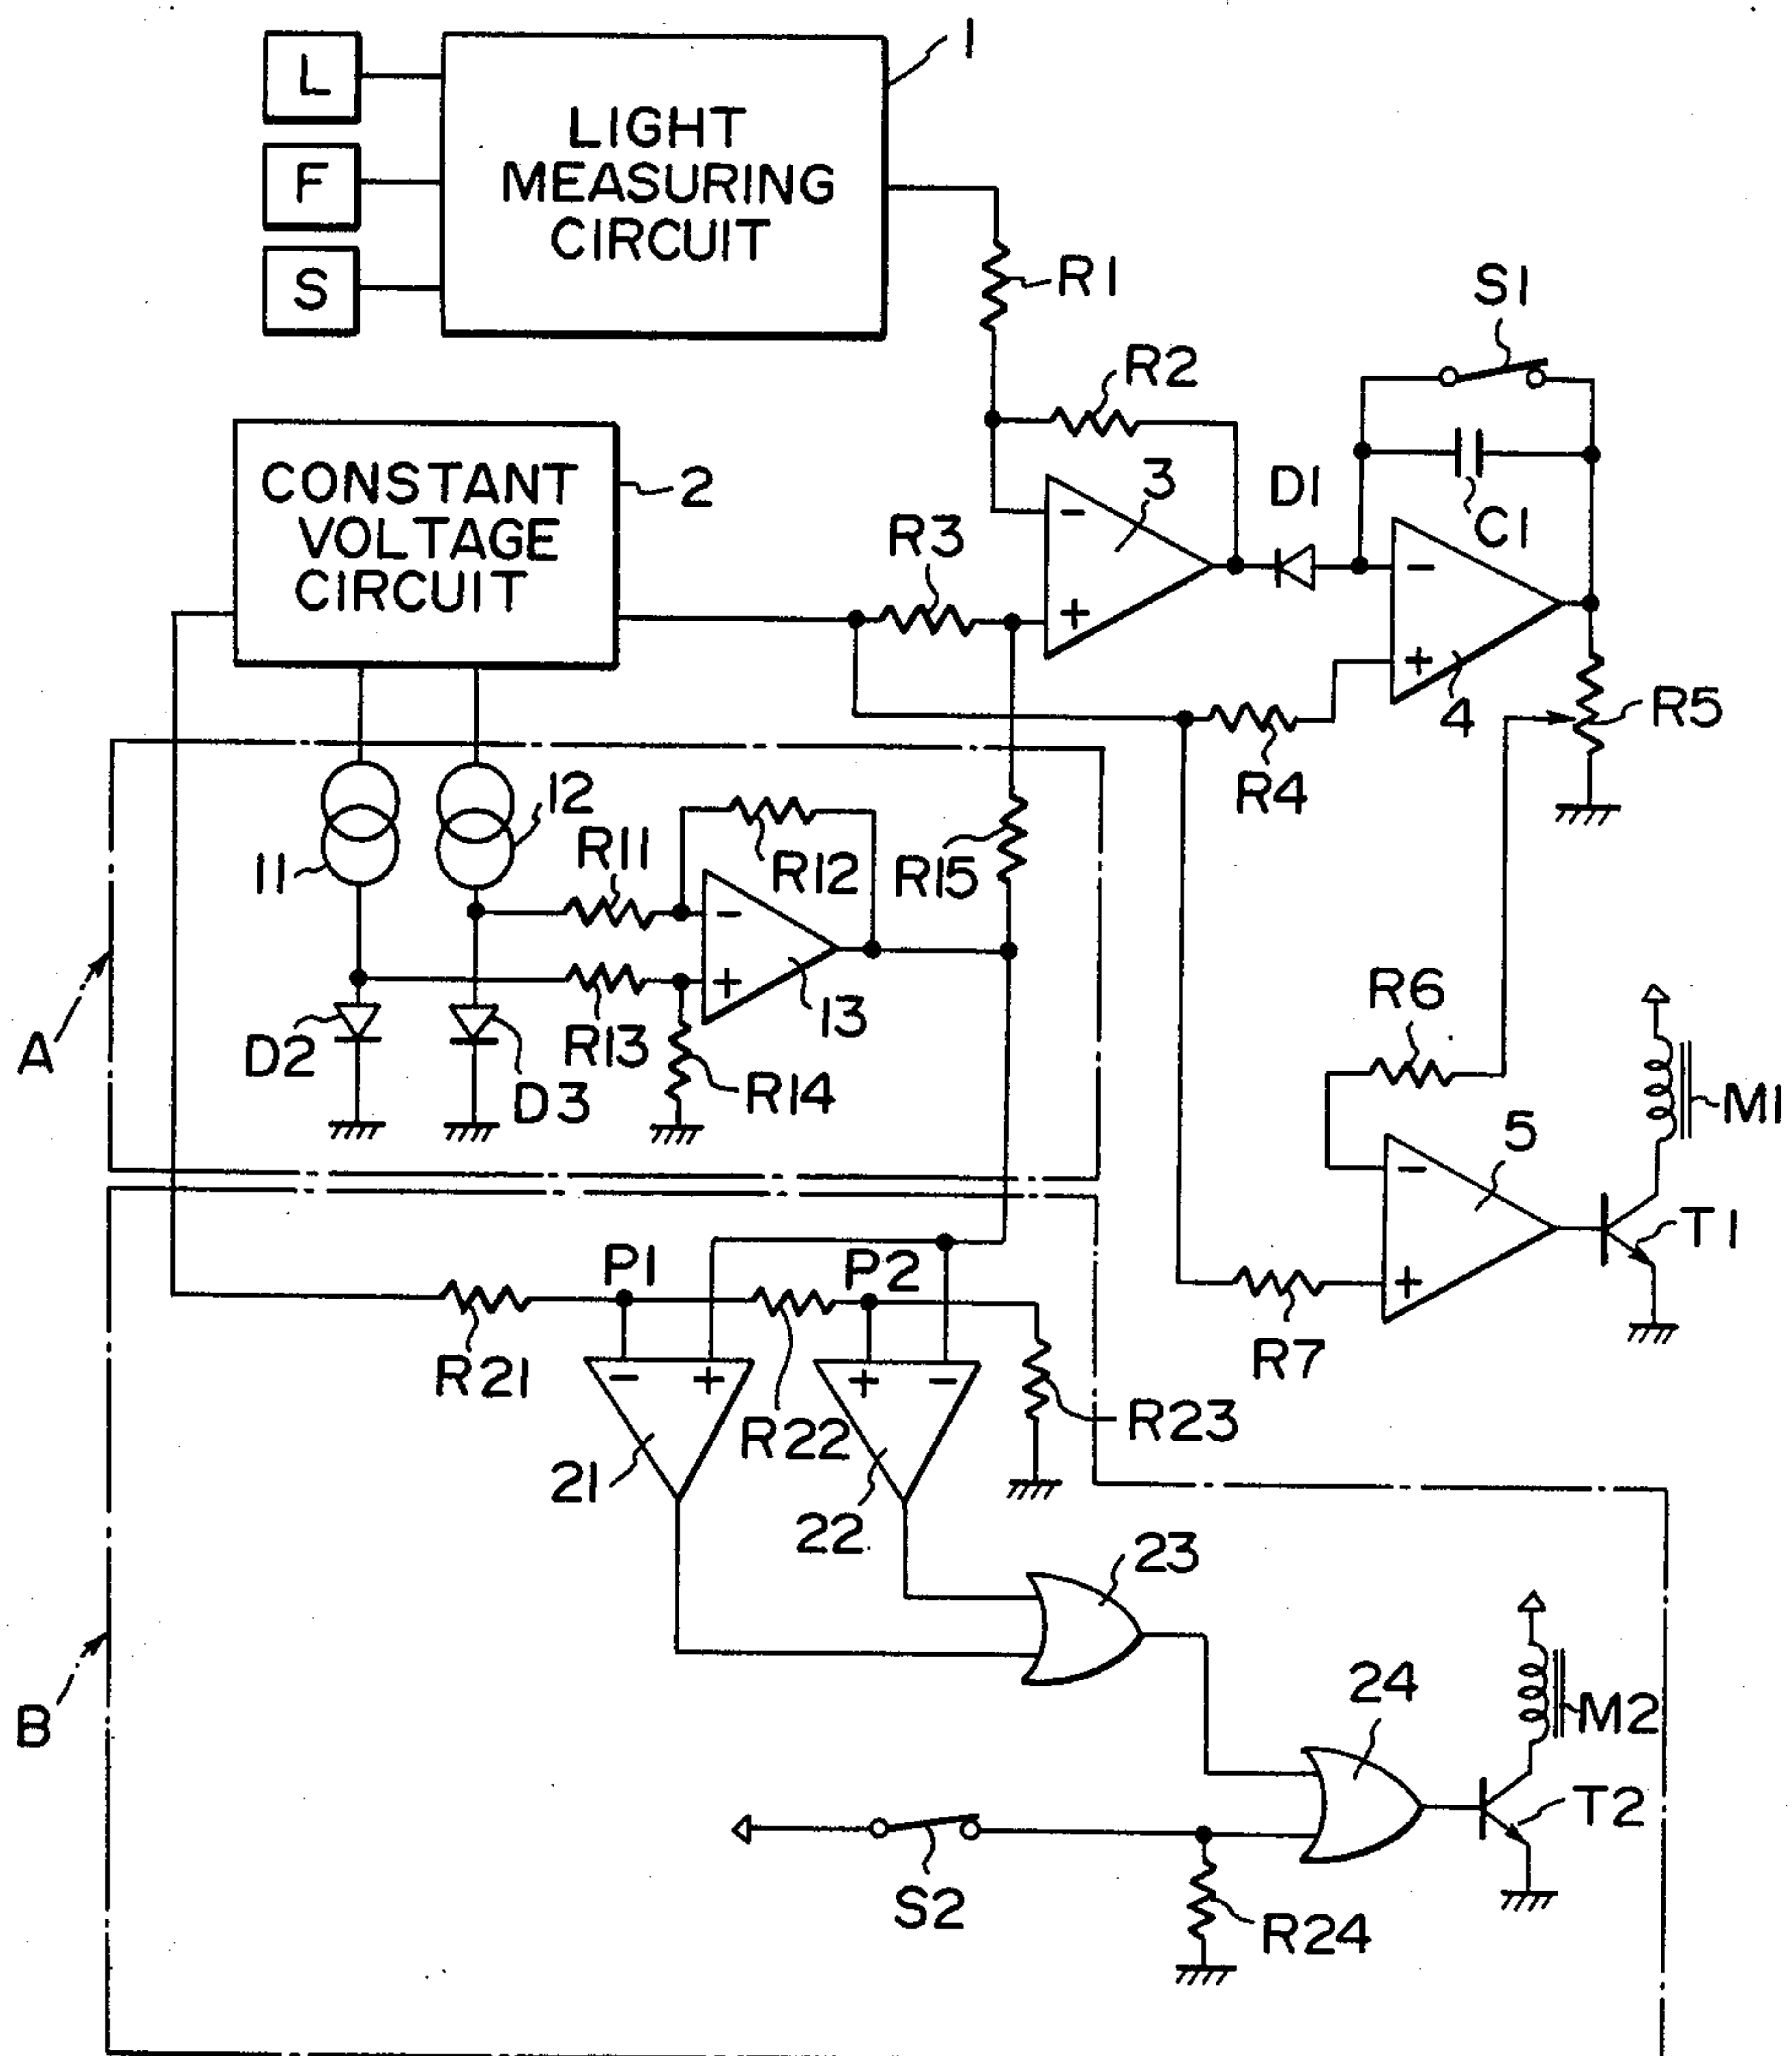 L
1
LIGHT
MEASURING
CIRCUIT
F
S
R1
S1
R2
CONSTANT
VOLTAGE
CIRCUIT
2
3
D1
C1
R3
-
+
-
+
4
R5
R4
11
12
R11
R12
R15
-
+
13
A
D2
R13
D3
R14
R6
M1
5
-
+
T1
P1
P2
R7
R21
-
+
R22
+
-
R23
21
22
23
B
24
M2
T2
S2
R24